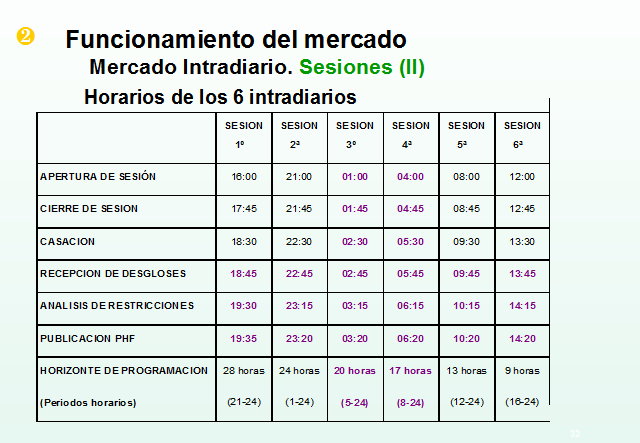 2 Funcionamiento del mercado
Mercado Intradiario. Sesiones (II)
Horarios de los 6 intradiarios
SESION SESION SESION SESION SESION SESION
1º 2ª 3º 4ª 5ª 6ª
APERTURA DE SESIÓN 16:00 21:00 01:00 04:00 08:00 12:00
CIERRE DE SESION 17:45 21:45 01:45 04:45 08:45 12:45
CASACION 18:30 22:30 02:30 05:30 09:30 13:30
RECEPCION DE DESGLOSES 18:45 22:45 02:45 05:45 09:45 13:45
ANALISIS DE RESTRICCIONES 19:30 23:15 03:15 06:15 10:15 14:15
PUBLICACION PHF 19:35 23:20 03:20 06:20 10:20 14:20
HORIZONTE DE PROGRAMACION 28 horas 24 horas 20 horas 17 horas 13 horas 9 horas
(Periodos horarios) (21-24) (1-24) (5-24) (8-24) (12-24) (16-24)